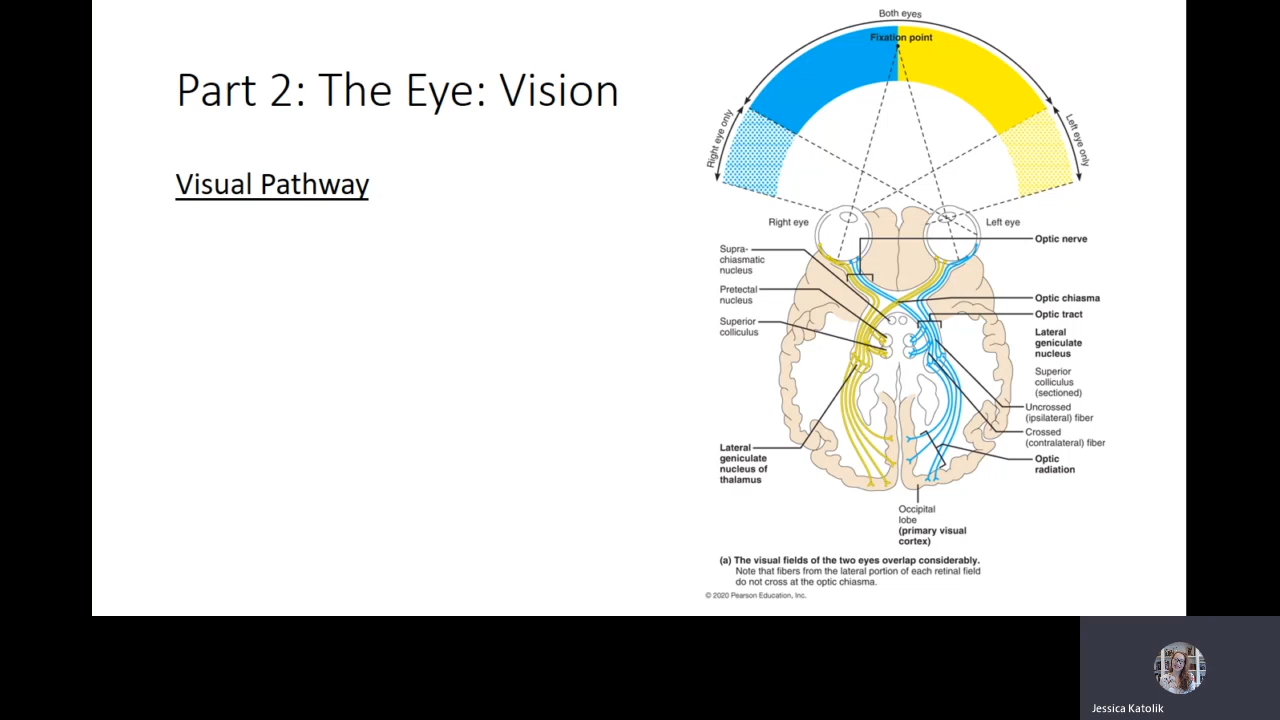 Part 2: The Eye: Vision
Visual Pathway
Both eyes
Fixation point
Right eye only
Left eye only
Right eye
Left eye
Supra-
chiasmatic
nucleus
Pretectal
nucleus
Superior
colliculus
Lateral
geniculate
nucleus of
thalamus
Optic nerve
Optic chiasma
Optic tract
Lateral
geniculate
nucleus
Superior
colliculus
(sectioned)
Uncrossed
(ipsilateral) fiber
Crossed
(contralateral) fiber
Optic
radiation
Occipital
lobe
(primary visual
cortex)
(a) The visual fields of the two eyes overlap considerably.
Note that fibers from the lateral portion of each retinal field
do not cross at the optic chiasma.
© 2020 Pearson Education, Inc.
Jessica Katolik